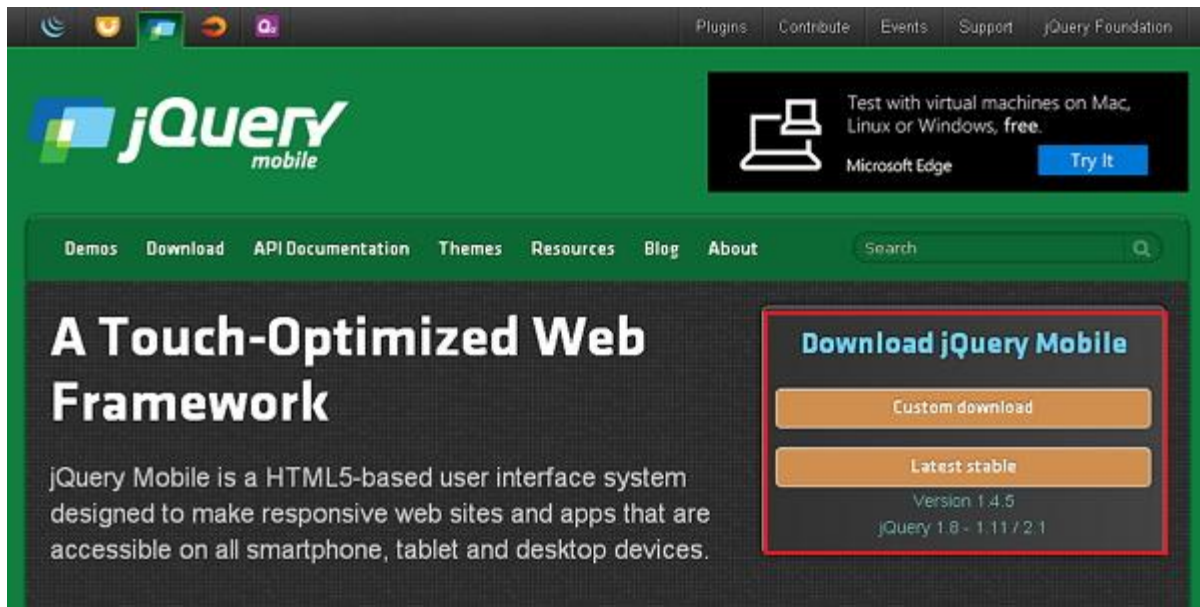 Plugins Contribute Events Support jQuery Foundation
jQuery
mobile
Test with virtual machines on Mac,
Linux or Windows, free.
Microsoft Edge
Try It
Demos Download API Documentation Themes Resources Blog About
Search
A Touch-Optimized Web
Framework
jQuery Mobile is a HTML5-based user interface system
designed to make responsive web sites and apps that are
accessible on all smartphone, tablet and desktop devices.
Download jQuery Mobile
Custom download
Latest stable
Version 1.4.5
jQuery 1.8 - 1.11 / 2.1